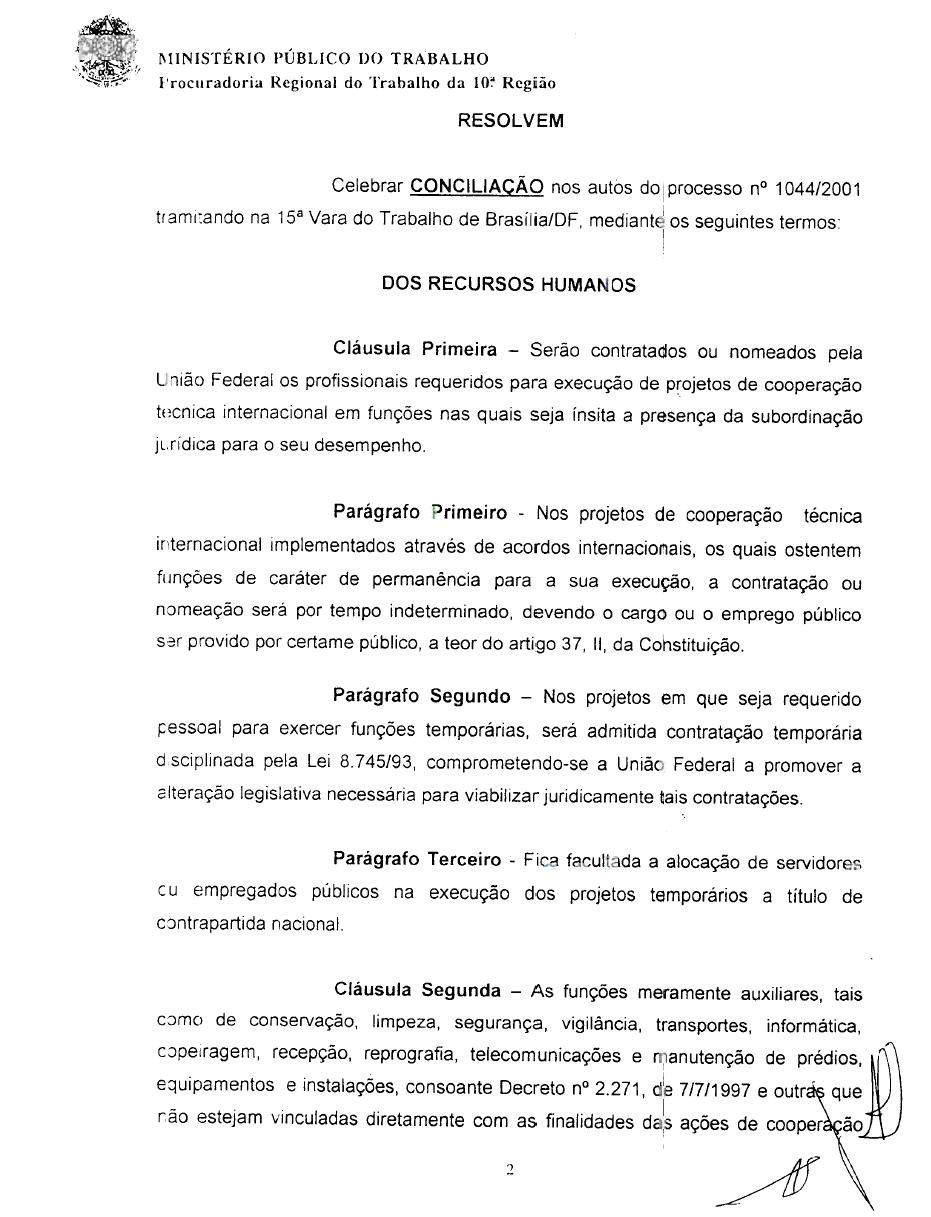 MINISTÉRIO PÚBLICO DO TRABALHO
Procuradoria Regional do Trabalho da 10ª Região
RESOLVEM
Celebrar CONCILIAÇÃO nos autos do processo nº 1044/2001
tramitando na 15ª Vara do Trabalho de Brasília/DF, mediante os seguintes termos:
DOS RECURSOS HUMANOS
Cláusula Primeira – Serão contratados ou nomeados pela
União Federal os profissionais requeridos para execução de projetos de cooperação
técnica internacional em funções nas quais seja ínsita a presença da subordinação
jurídica para o seu desempenho.
Parágrafo Primeiro - Nos projetos de cooperação técnica
internacional implementados através de acordos internacionais, os quais ostentem
funções de caráter de permanência para a sua execução, a contratação ou
nomeação será por tempo indeterminado, devendo o cargo ou o emprego público
ser provido por certame público, a teor do artigo 37, II, da Constituição.
Parágrafo Segundo – Nos projetos em que seja requerido
pessoal para exercer funções temporárias, será admitida contratação temporária
disciplinada pela Lei 8.745/93, comprometendo-se a União Federal a promover a
alteração legislativa necessária para viabilizar juridicamente tais contratações.
Parágrafo Terceiro - Fica facultada a alocação de servidores
ou empregados públicos na execução dos projetos temporários a título de
contrapartida nacional.
Cláusula Segunda – As funções meramente auxiliares, tais
como de conservação, limpeza, segurança, vigilância, transportes, informática,
copeiragem, recepção, reprografia, telecomunicações e manutenção de prédios,
equipamentos e instalações, consoante Decreto nº 2.271, de 7/7/1997 e outras que
não estejam vinculadas diretamente com as finalidades das ações de cooperação
2